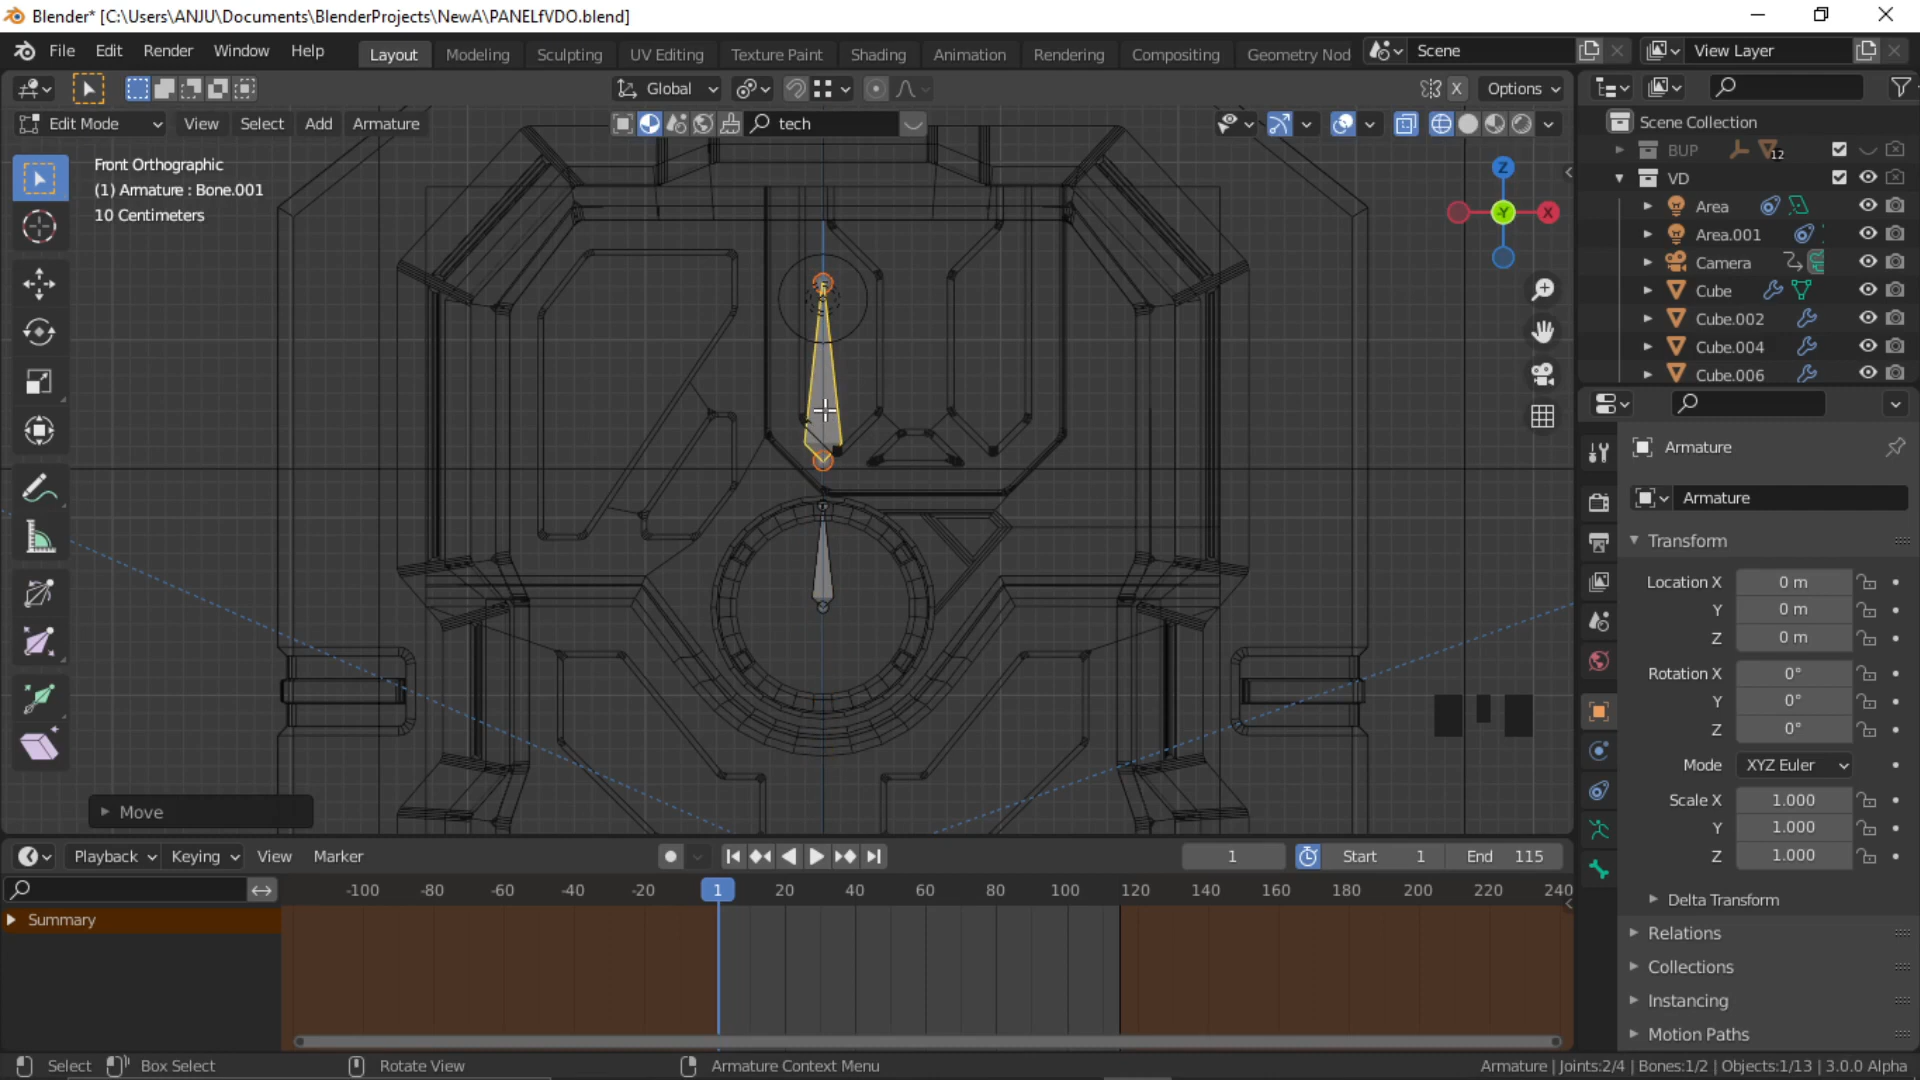 Blender* [C:\Users\ANJU\Documents\BlenderProjects\NewA\PANELfVDO.blend]
File Edit Render Window Help Layout Modeling Sculpting UV Editing Texture Paint Shading Animation Rendering Compositing Geometry Nod Scene View Layer
Global X Options
Edit Mode View Select Add Armature tech
Front Orthographic
(1) Armature : Bone.001
10 Centimeters
Z
-Y X
Scene Collection
BUP 12
VD
Area
Area.001
Camera
Cube
Cube.002
Cube.004
Cube.006
Armature
Armature
Transform
Location X 0 m
Y 0 m
Z 0 m
Rotation X 0°
Y 0°
Z 0°
Mode XYZ Euler
Scale X 1.000
Y 1.000
Z 1.000
Delta Transform
Relations
Collections
Instancing
Motion Paths
Move
Playback Keying View Marker 1 Start 1 End 115
-100 -80 -60 -40 -20 1 20 40 60 80 100 120 140 160 180 200 220 240
Summary
Select Box Select Rotate View Armature Context Menu Armature | Joints:2/4 | Bones:1/2 | Objects:1/13 | 3.0.0 Alpha